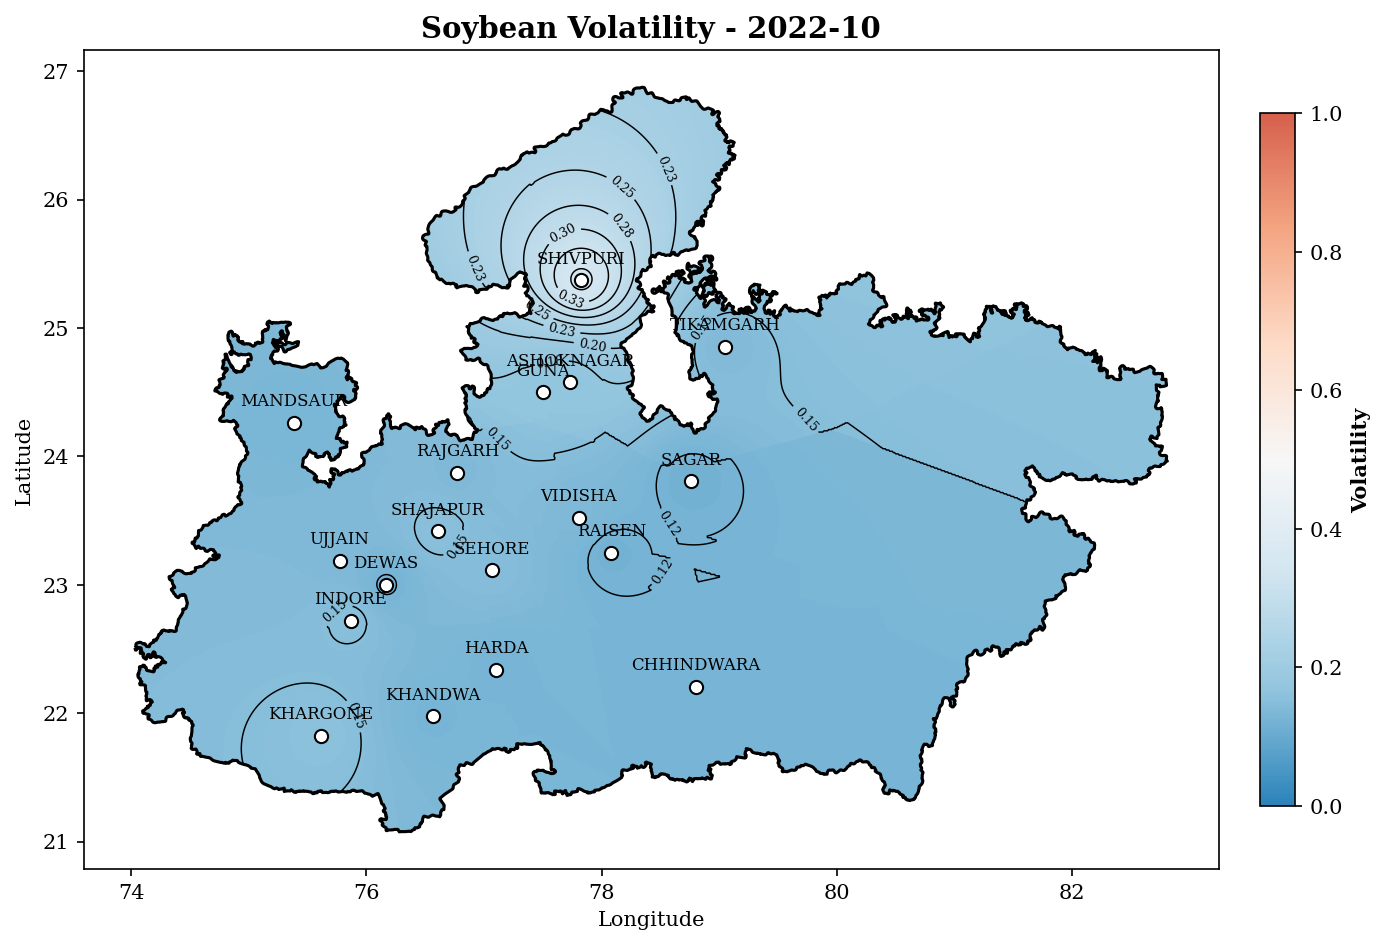 Soybean Volatility - 2022-10
27
26
25
24
23
22
21
Latitude
74
76
78
80
82
Longitude
1.0
0.8
0.6
0.4
0.2
0.0
Volatility
0.23
0.25
0.28
0.30
SHIVPURI
0.23
0.33
0.25
0.23
0.20
TIKAMGARH
ASHOKNAGAR
GUNA
MANDSAUR
0.15
0.15
RAJGARH
SAGAR
VIDISHA
SHAJAPUR
0.12
RAISEN
UJJAIN
0.15
SEHORE
DEWAS
0.12
INDORE
0.15
HARDA
CHHINDWARA
KHANDWA
KHARGONE
0.15